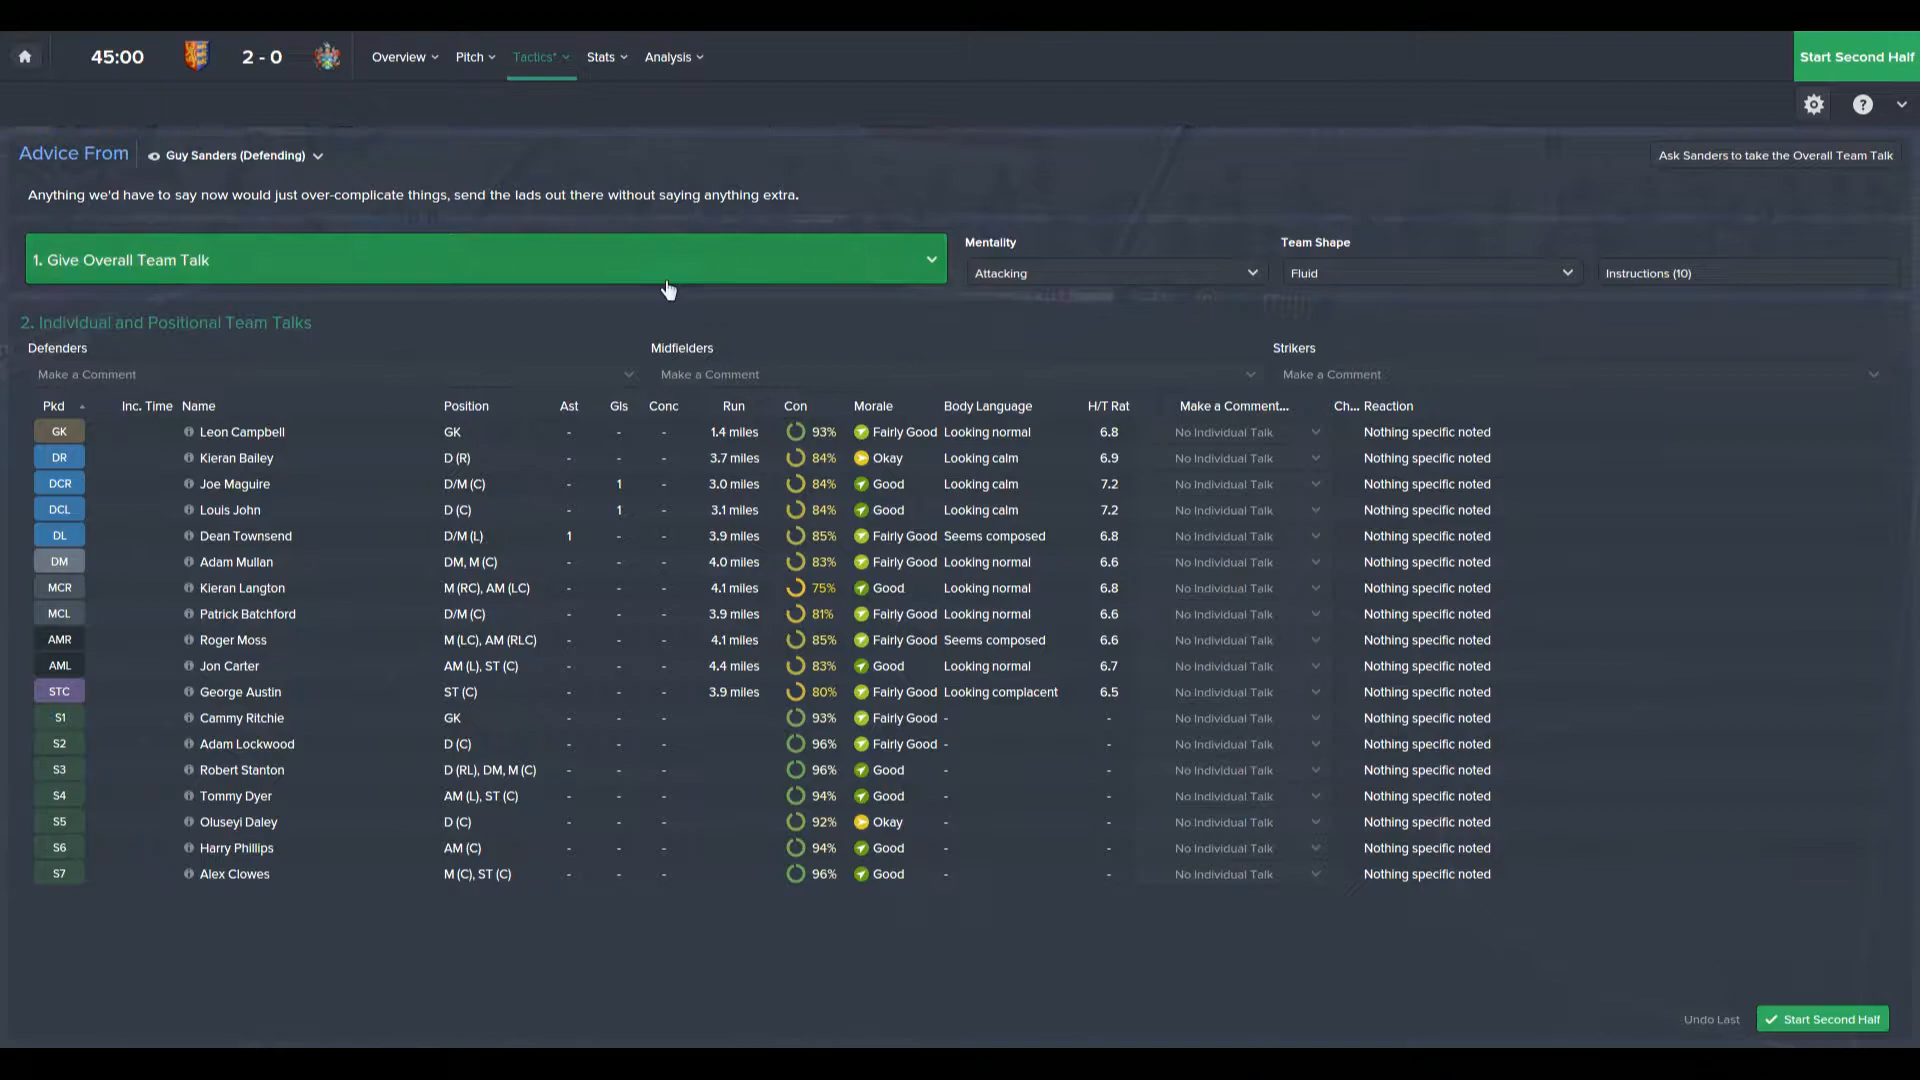 45:00 2 - 0 Overview Pitch Tactics* Stats Analysis Start Second Half
?
Advice From Guy Sanders (Defending) Ask Sanders to take the Overall Team Talk
Anything we'd have to say now would just over-complicate things, send the lads out there without saying anything extra.
Mentality Team Shape
1. Give Overall Team Talk Attacking Fluid Instructions (10)
2. Individual and Positional Team Talks
Defenders Midfielders Strikers
Make a Comment Make a Comment Make a Comment
Pkd Inc. Time Name Position Ast Gls Conc Run Con Morale Body Language H/T Rat Make a Comment... Ch... Reaction
GK Leon Campbell GK - - - 1.4 miles 93% Fairly Good Looking normal 6.8 No Individual Talk Nothing specific noted
DR Kieran Bailey D (R) - - - 3.7 miles 84% Okay Looking calm 6.9 No Individual Talk Nothing specific noted
DCR Joe Maguire D/M (C) - 1 - 3.0 miles 84% Good Looking calm 7.2 No Individual Talk Nothing specific noted
DCL Louis John D (C) - 1 - 3.1 miles 84% Good Looking calm 7.2 No Individual Talk Nothing specific noted
DL Dean Townsend D/M (L) 1 - - 3.9 miles 85% Fairly Good Seems composed 6.8 No Individual Talk Nothing specific noted
DM Adam Mullan DM, M (C) - - - 4.0 miles 83% Fairly Good Looking normal 6.6 No Individual Talk Nothing specific noted
MCR Kieran Langton M (RC), AM (LC) - - - 4.1 miles 75% Good Looking normal 6.8 No Individual Talk Nothing specific noted
MCL Patrick Batchford D/M (C) - - - 3.9 miles 81% Fairly Good Looking normal 6.6 No Individual Talk Nothing specific noted
AMR Roger Moss M (LC), AM (RLC) - - - 4.1 miles 85% Fairly Good Seems composed 6.6 No Individual Talk Nothing specific noted
AML Jon Carter AM (L), ST (C) - - - 4.4 miles 83% Good Looking normal 6.7 No Individual Talk Nothing specific noted
STC George Austin ST (C) - - - 3.9 miles 80% Fairly Good Looking complacent 6.5 No Individual Talk Nothing specific noted
S1 Cammy Ritchie GK - - - 93% Fairly Good - - No Individual Talk Nothing specific noted
S2 Adam Lockwood D (C) - - - 96% Fairly Good - - No Individual Talk Nothing specific noted
S3 Robert Stanton D (RL), DM, M (C) - - - 96% Good - - No Individual Talk Nothing specific noted
S4 Tommy Dyer AM (L), ST (C) - - - 94% Good - - No Individual Talk Nothing specific noted
S5 Oluseyi Daley D (C) - - - 92% Okay - - No Individual Talk Nothing specific noted
S6 Harry Phillips AM (C) - - - 94% Good - - No Individual Talk Nothing specific noted
S7 Alex Clowes M (C), ST (C) - - - 96% Good - - No Individual Talk Nothing specific noted
Undo Last Start Second Half